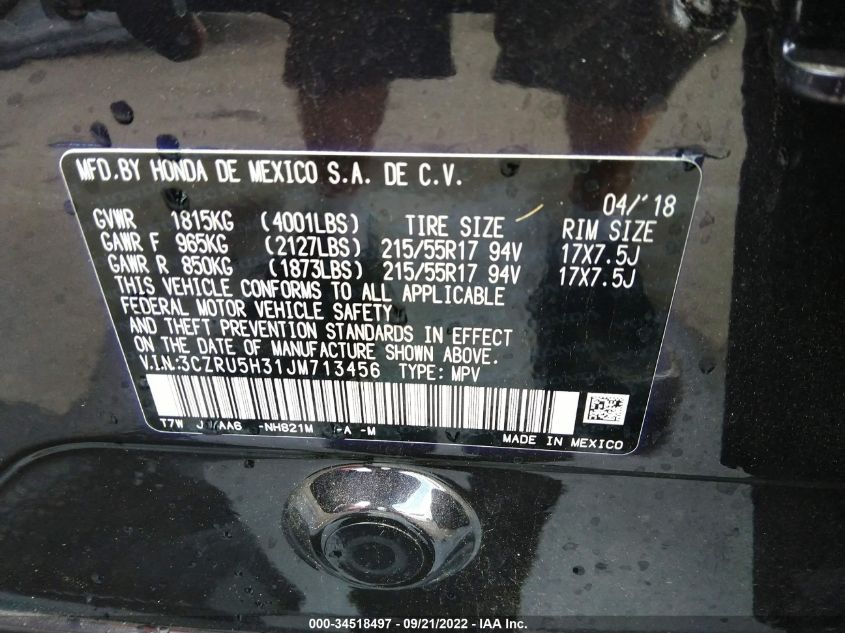 MFD.BY HONDA DE MEXICO S.A. DE C.V.
04/'18
GVWR 1815KG (4001LBS) TIRE SIZE RIM SIZE
GAWR F 965KG (2127LBS) 215/55R17 94V 17X7.5J
GAWR R 850KG (1873LBS) 215/55R17 94V 17X7.5J
THIS VEHICLE CONFORMS TO ALL APPLICABLE
FEDERAL MOTOR VEHICLE SAFETY
AND THEFT PREVENTION STANDARDS IN EFFECT
ON THE DATE OF MANUFACTURE SHOWN ABOVE.
V.I.N.:3CZRU5H31JM713456 TYPE: MPV
T7W J AA6 -NH821M -A -M
MADE IN MEXICO
000-34518497 - 09/21/2022 - IAA Inc.